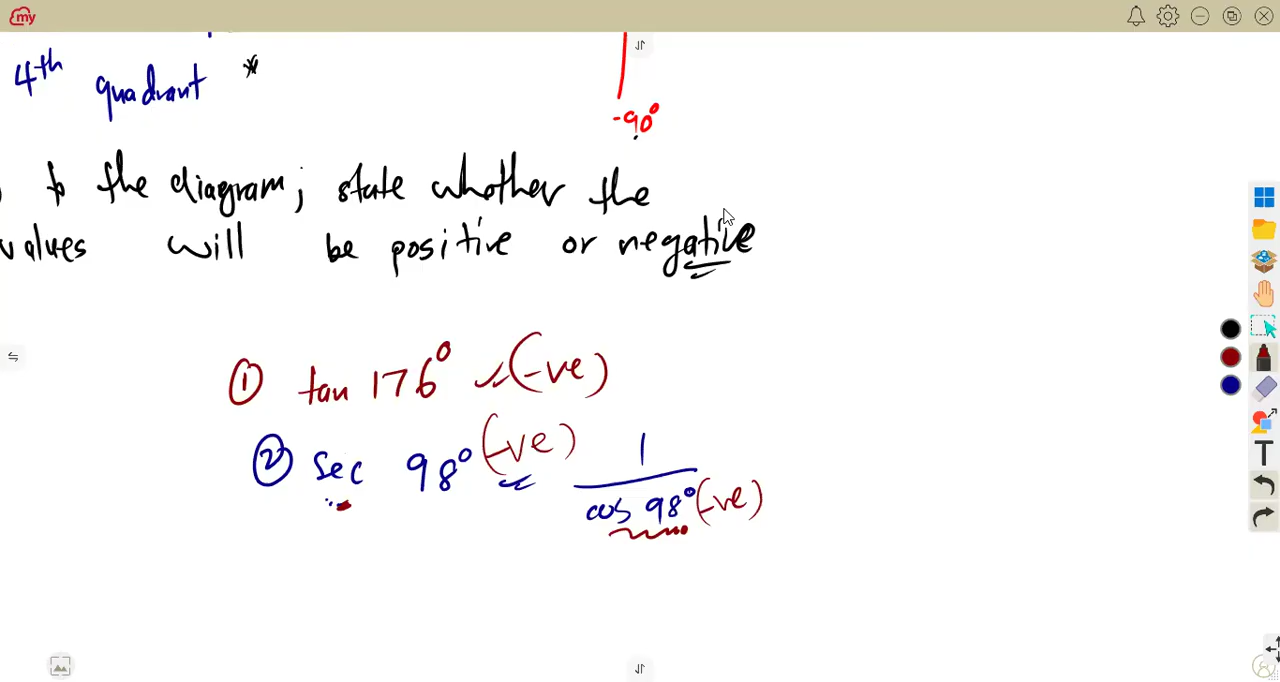 my
4th quadrant *
-90°
to the diagram; state whether the
values will be positive or negative
① tan 176° (-ve)
② sec 98° (-ve) 1
cos 98° (-ve)
T